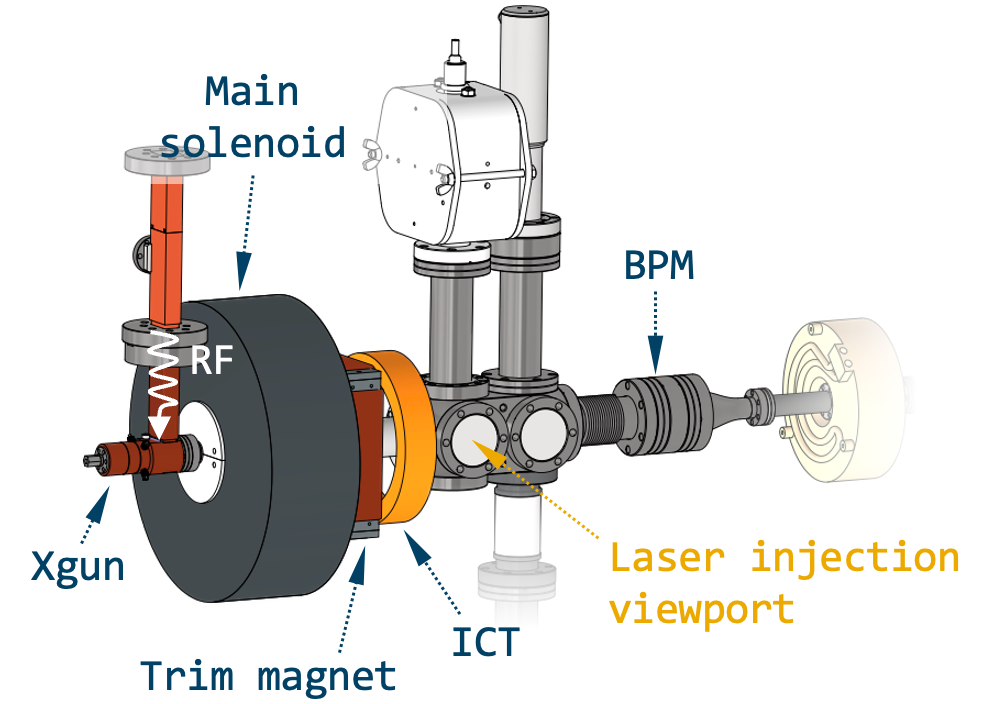 Main
solenoid
BPM
RF
Xgun
Laser injection
viewport
ICT
Trim magnet